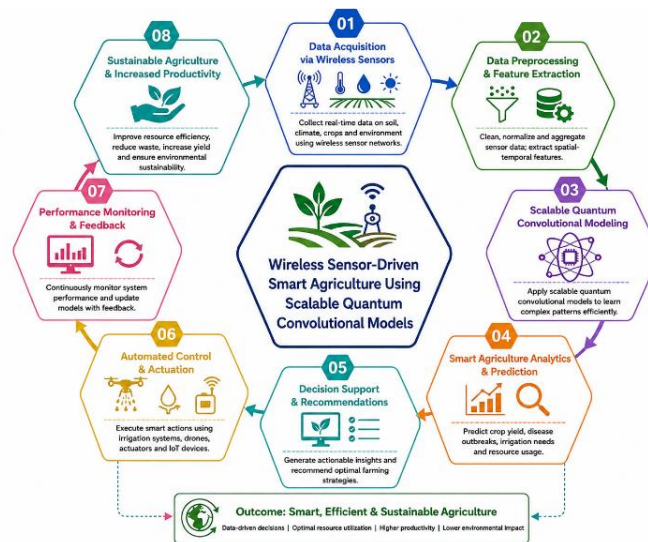 08
Sustainable Agriculture
& Increased Productivity
Improve resource efficiency,
reduce waste, increase yield
and ensure environmental
sustainability.
01
Data Acquisition
via Wireless Sensors
Collect real-time data on soil,
climate, crops and environment
using wireless sensor networks.
02
Data Preprocessing
& Feature Extraction
Clean, normalize and aggregate
sensor data; extract spatial-
temporal features.
07
Performance Monitoring
& Feedback
Continuously monitor system
performance and update
models with feedback.
Wireless Sensor-Driven
Smart Agriculture Using
Scalable Quantum
Convolutional Models
03
Scalable Quantum
Convolutional Modeling
Apply scalable quantum
convolutional models to learn
complex patterns efficiently.
06
Automated Control
& Actuation
Execute smart actions using
irrigation systems, drones,
actuators and IoT devices.
05
Decision Support
& Recommendations
Generate actionable insights and
recommend optimal farming
strategies.
04
Smart Agriculture Analytics
& Prediction
Predict crop yield, disease
outbreaks, irrigation needs
and resource usage.
Outcome: Smart, Efficient & Sustainable Agriculture
Data-driven decisions | Optimal resource utilization | Higher productivity | Lower environmental impact